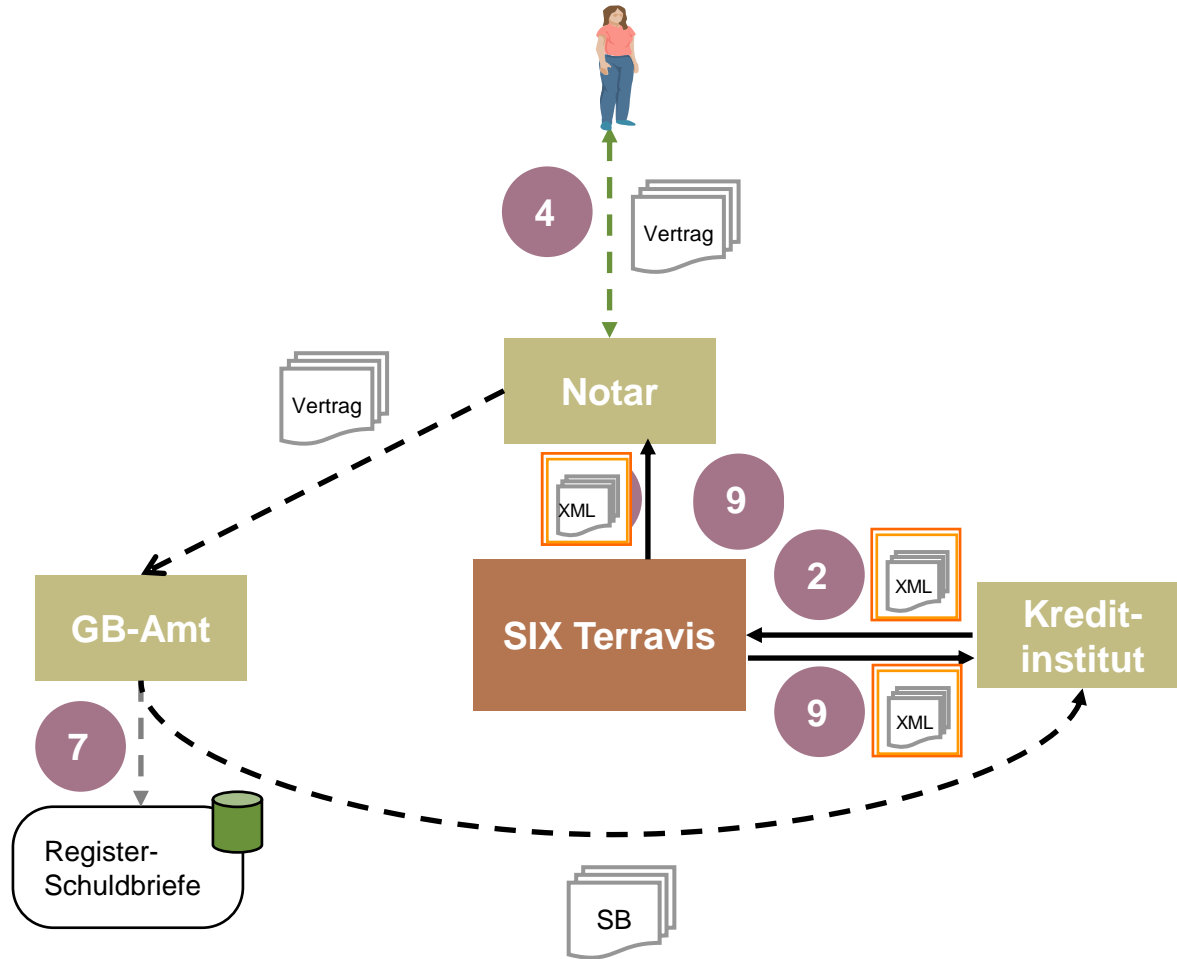 4
Vertrag
Notar
Vertrag
XML
9
2
XML
GB-Amt
SIX Terravis
Kredit-
institut
9
XML
7
Register-
Schuldbriefe
SB